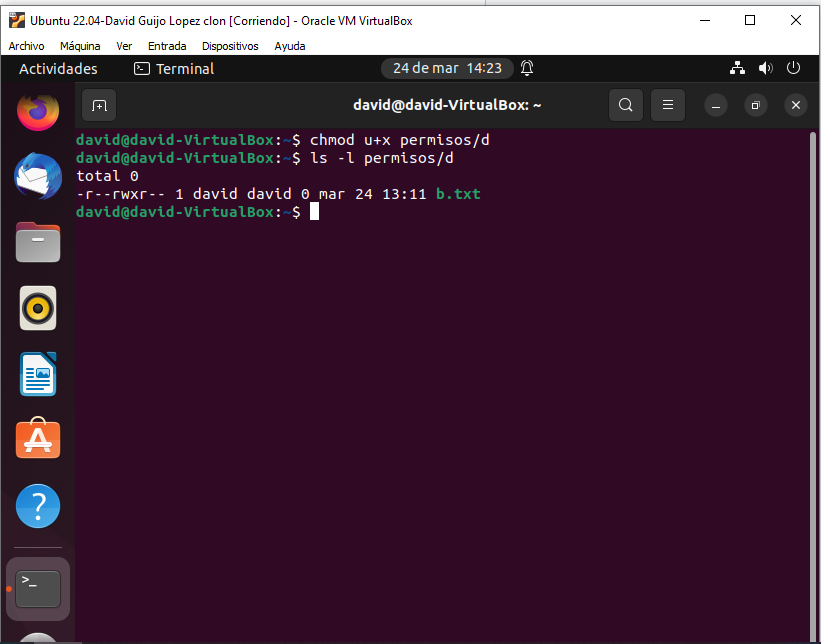 Ubuntu 22.04-David Guijo Lopez clon [Corriendo] - Oracle VM VirtualBox
Archivo Máquina Ver Entrada Dispositivos Ayuda
Actividades Terminal 24 de mar 14:23
david@david-VirtualBox: ~
david@david-VirtualBox:~$ chmod u+x permisos/d
david@david-VirtualBox:~$ ls -l permisos/d
total 0
-r--rwxr-- 1 david david 0 mar 24 13:11 b.txt
david@david-VirtualBox:~$